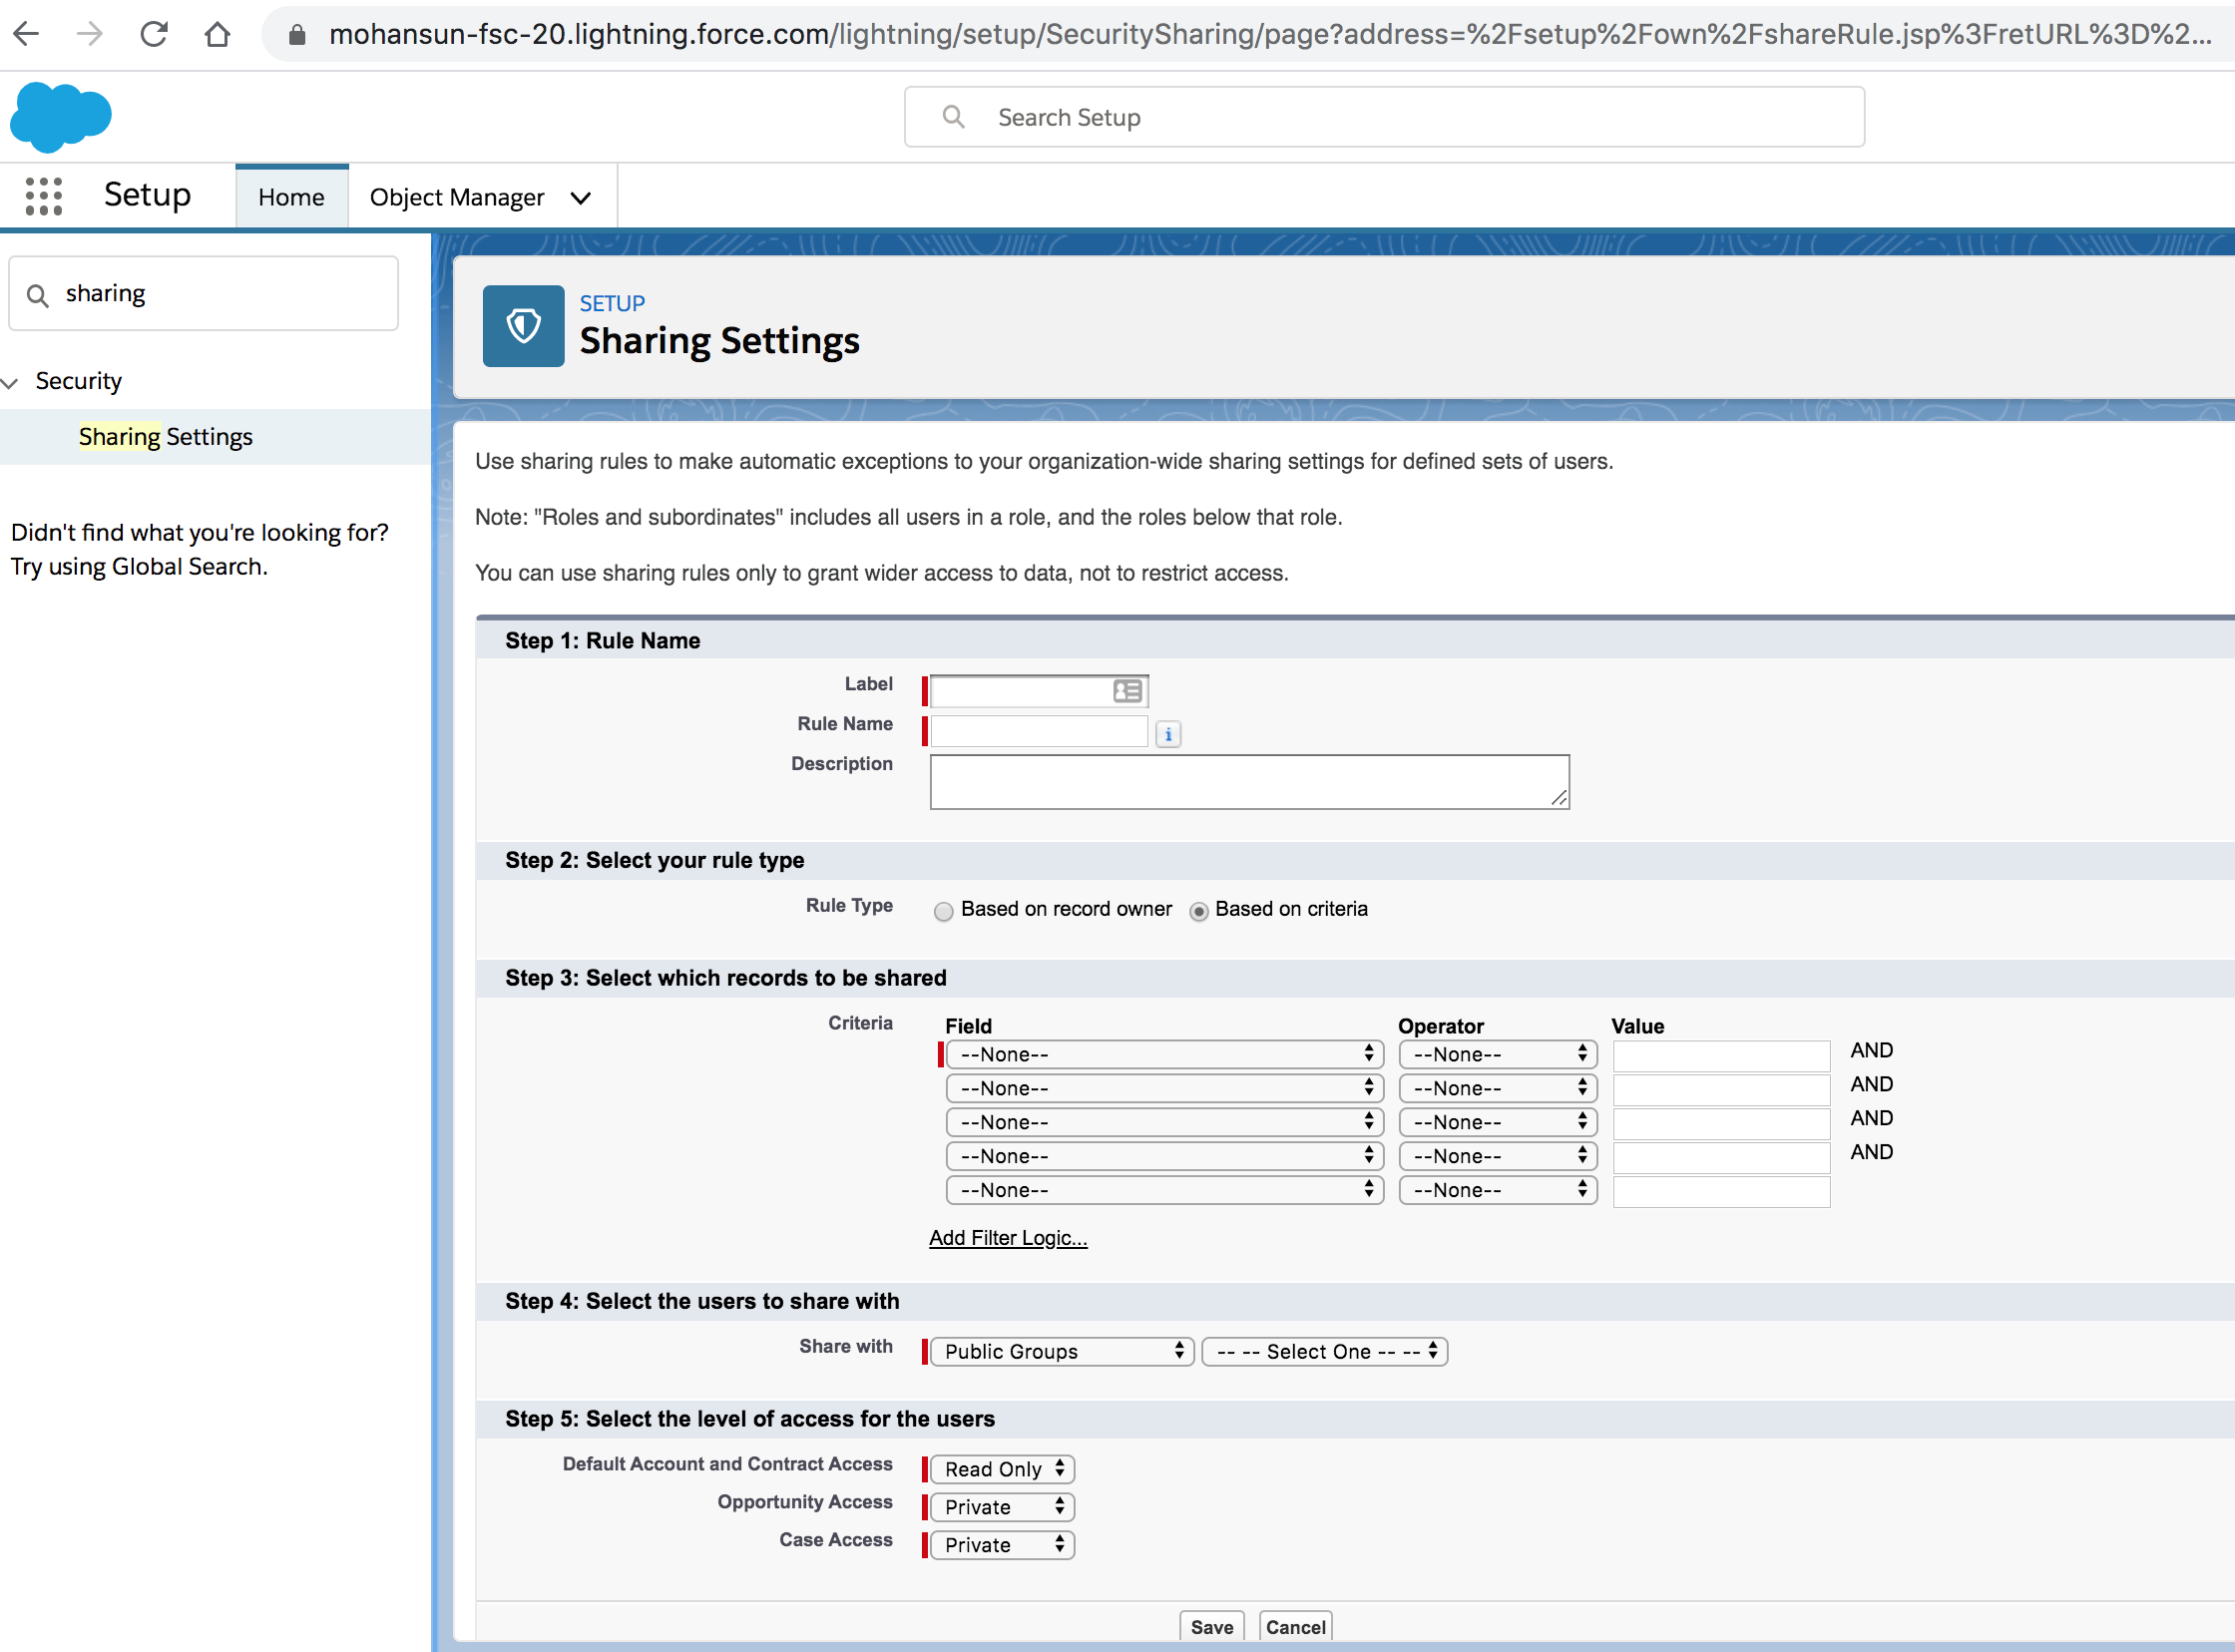 mohansun-fsc-20.lightning.force.com/lightning/setup/SecuritySharing/page?address=%2Fsetup%2Fown%2FshareRule.jsp%3FretURL%3D%2...
Search Setup
Setup Home Object Manager
sharing
Security
Sharing Settings
Didn't find what you're looking for?
Try using Global Search.
SETUP
Sharing Settings
Use sharing rules to make automatic exceptions to your organization-wide sharing settings for defined sets of users.
Note: "Roles and subordinates" includes all users in a role, and the roles below that role.
You can use sharing rules only to grant wider access to data, not to restrict access.
Step 1: Rule Name
Label
Rule Name i
Description
Step 2: Select your rule type
Rule Type Based on record owner Based on criteria
Step 3: Select which records to be shared
Criteria Field Operator Value
--None-- --None-- AND
--None-- --None-- AND
--None-- --None-- AND
--None-- --None-- AND
--None-- --None--
Add Filter Logic...
Step 4: Select the users to share with
Share with Public Groups -- -- Select One -- --
Step 5: Select the level of access for the users
Default Account and Contract Access Read Only
Opportunity Access Private
Case Access Private
Save Cancel